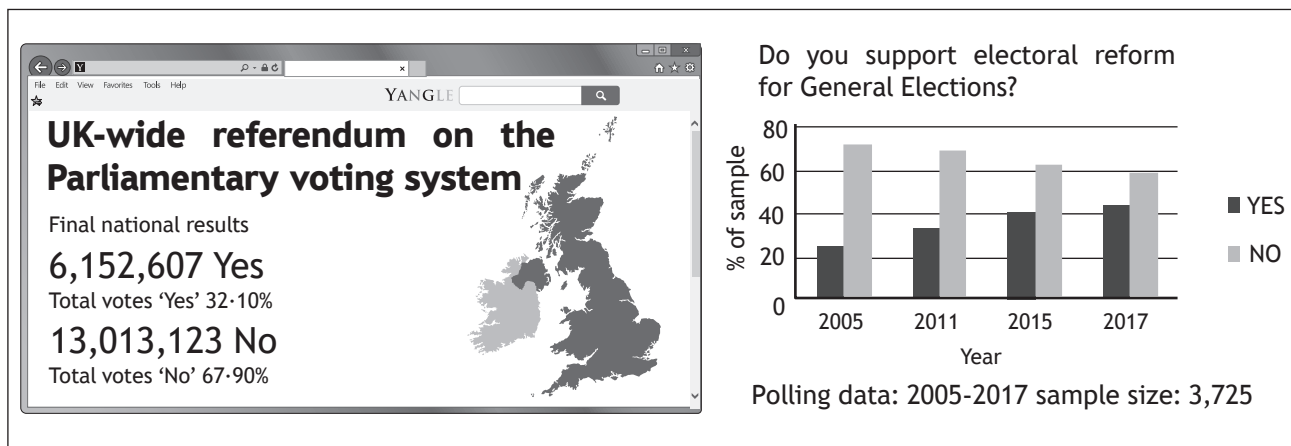 Y
File Edit View Favorites Tools Help
YANGLE
UK-wide referendum on the
Parliamentary voting system
Final national results
6,152,607 Yes
Total votes ‘Yes’ 32·10%
13,013,123 No
Total votes ‘No’ 67·90%
Do you support electoral reform
for General Elections?
% of sample
80
60
40
20
0
2005 2011 2015 2017
Year
YES
NO
Polling data: 2005-2017 sample size: 3,725